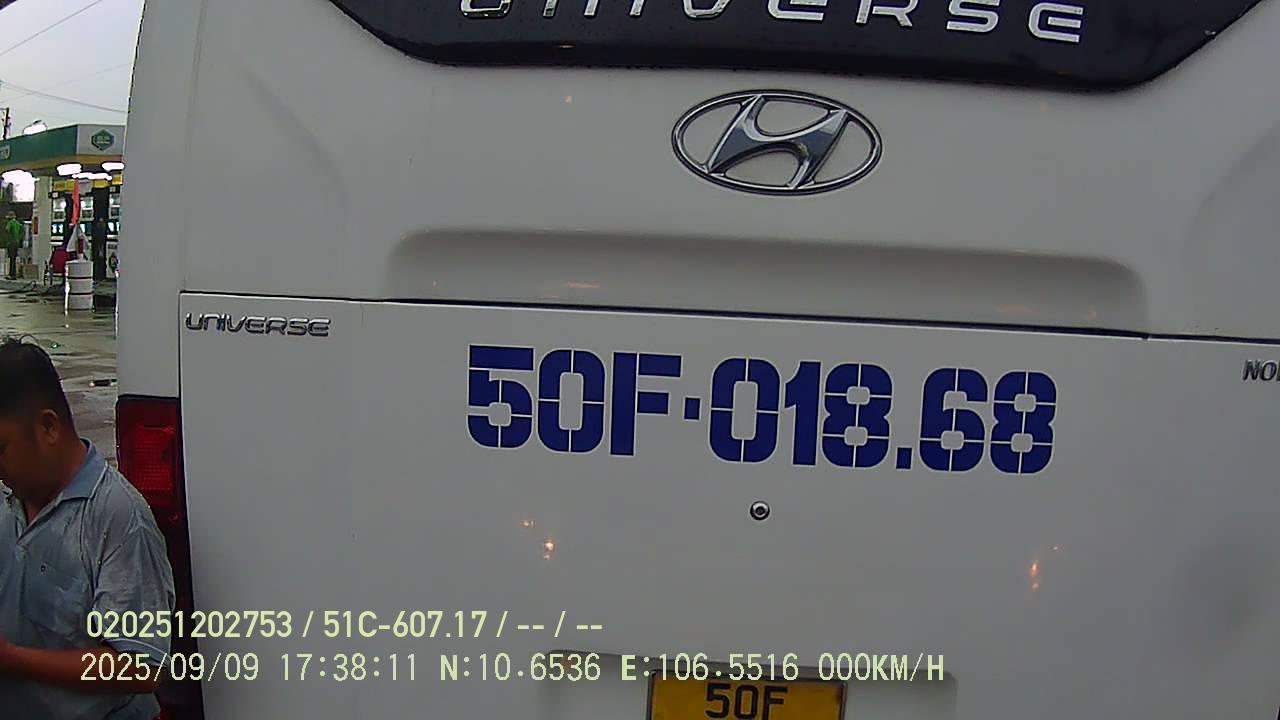 UNIVERSE
UNIVERSE
50F-018.68
020251202753 / 51C-607.17 / -- / --
2025/09/09 17:38:11 N:10.6536 E:106.5516 000KM/H
50F